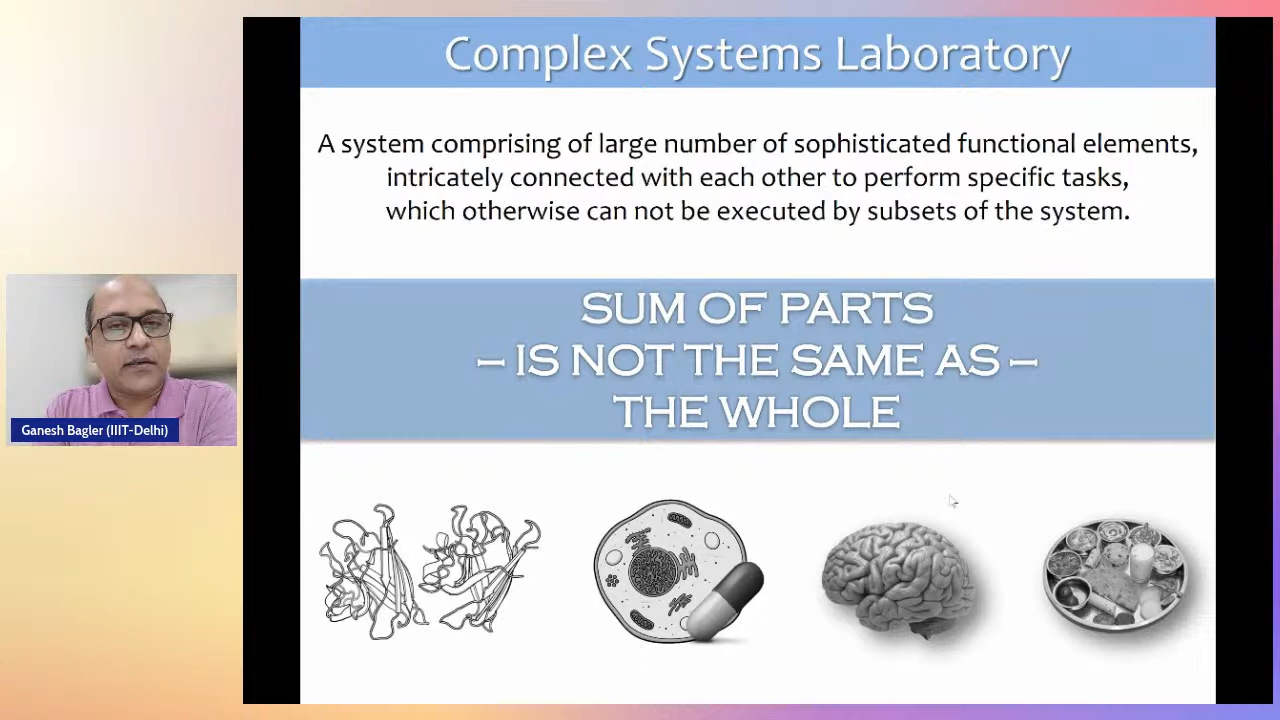 Complex Systems Laboratory
A system comprising of large number of sophisticated functional elements,
intricately connected with each other to perform specific tasks,
which otherwise can not be executed by subsets of the system.
SUM OF PARTS
– IS NOT THE SAME AS –
THE WHOLE
Ganesh Bagler (IIIT-Delhi)